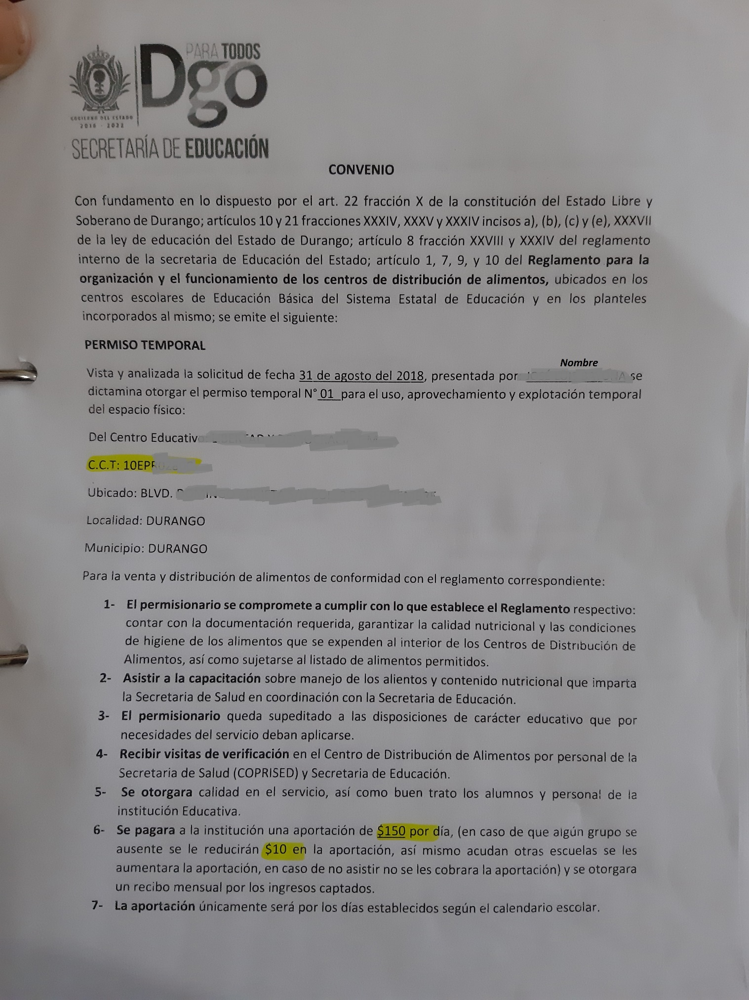 PARA TODOS
Dgo
GOBIERNO DEL ESTADO
2016 - 2022
SECRETARÍA DE EDUCACIÓN
CONVENIO
Con fundamento en lo dispuesto por el art. 22 fracción X de la constitución del Estado Libre y
Soberano de Durango; artículos 10 y 21 fracciones XXXIV, XXXV y XXXIV incisos a), (b), (c) y (e), XXXVII
de la ley de educación del Estado de Durango; artículo 8 fracción XXVIII y XXXIV del reglamento
interno de la secretaria de Educación del Estado; artículo 1, 7, 9, y 10 del Reglamento para la
organización y el funcionamiento de los centros de distribución de alimentos, ubicados en los
centros escolares de Educación Básica del Sistema Estatal de Educación y en los planteles
incorporados al mismo; se emite el siguiente:
PERMISO TEMPORAL
Nombre
Vista y analizada la solicitud de fecha 31 de agosto del 2018, presentada por se
dictamina otorgar el permiso temporal N° 01 para el uso, aprovechamiento y explotación temporal
del espacio físico:
Del Centro Educativo
C.C.T: 10EPR
Ubicado: BLVD.
Localidad: DURANGO
Municipio: DURANGO
Para la venta y distribución de alimentos de conformidad con el reglamento correspondiente:
1- El permisionario se compromete a cumplir con lo que establece el Reglamento respectivo:
contar con la documentación requerida, garantizar la calidad nutricional y las condiciones
de higiene de los alimentos que se expenden al interior de los Centros de Distribución de
Alimentos, así como sujetarse al listado de alimentos permitidos.
2- Asistir a la capacitación sobre manejo de los alientos y contenido nutricional que imparta
la Secretaria de Salud en coordinación con la Secretaria de Educación.
3- El permisionario queda supeditado a las disposiciones de carácter educativo que por
necesidades del servicio deban aplicarse.
4- Recibir visitas de verificación en el Centro de Distribución de Alimentos por personal de la
Secretaria de Salud (COPRISED) y Secretaria de Educación.
5- Se otorgara calidad en el servicio, así como buen trato los alumnos y personal de la
institución Educativa.
6- Se pagara a la institución una aportación de $150 por día, (en caso de que algún grupo se
ausente se le reducirán $10 en la aportación, así mismo acudan otras escuelas se les
aumentara la aportación, en caso de no asistir no se les cobrara la aportación) y se otorgara
un recibo mensual por los ingresos captados.
7- La aportación únicamente será por los días establecidos según el calendario escolar.